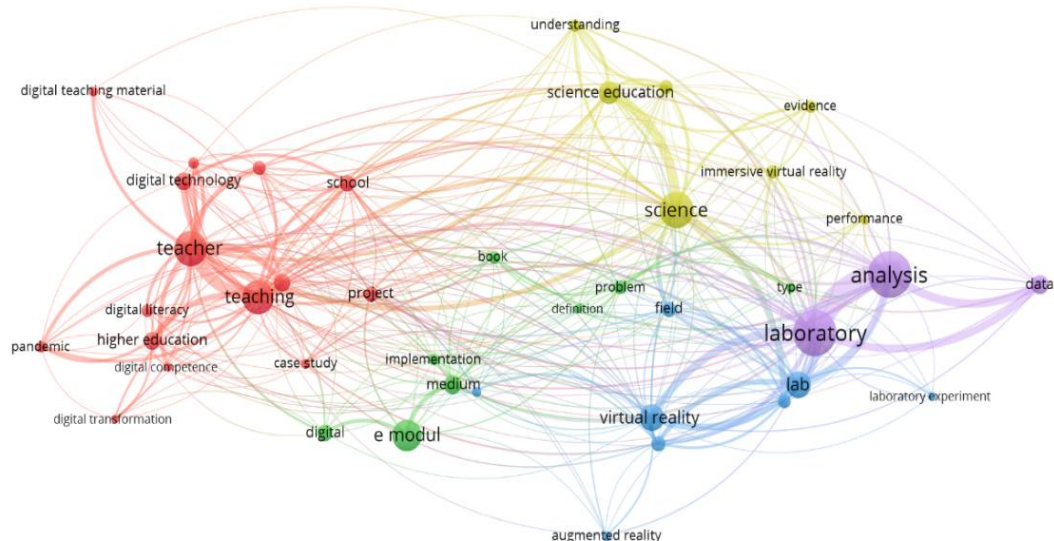 understanding
digital teaching material
science education
evidence
digital technology
school
immersive virtual reality
science
performance
teacher
book
analysis
teaching
project
problem
type
data
digital literacy
definition
field
pandemic
higher education
laboratory
digital competence
case study
implementation
medium
lab
laboratory experiment
digital transformation
virtual reality
digital
e modul
augmented reality